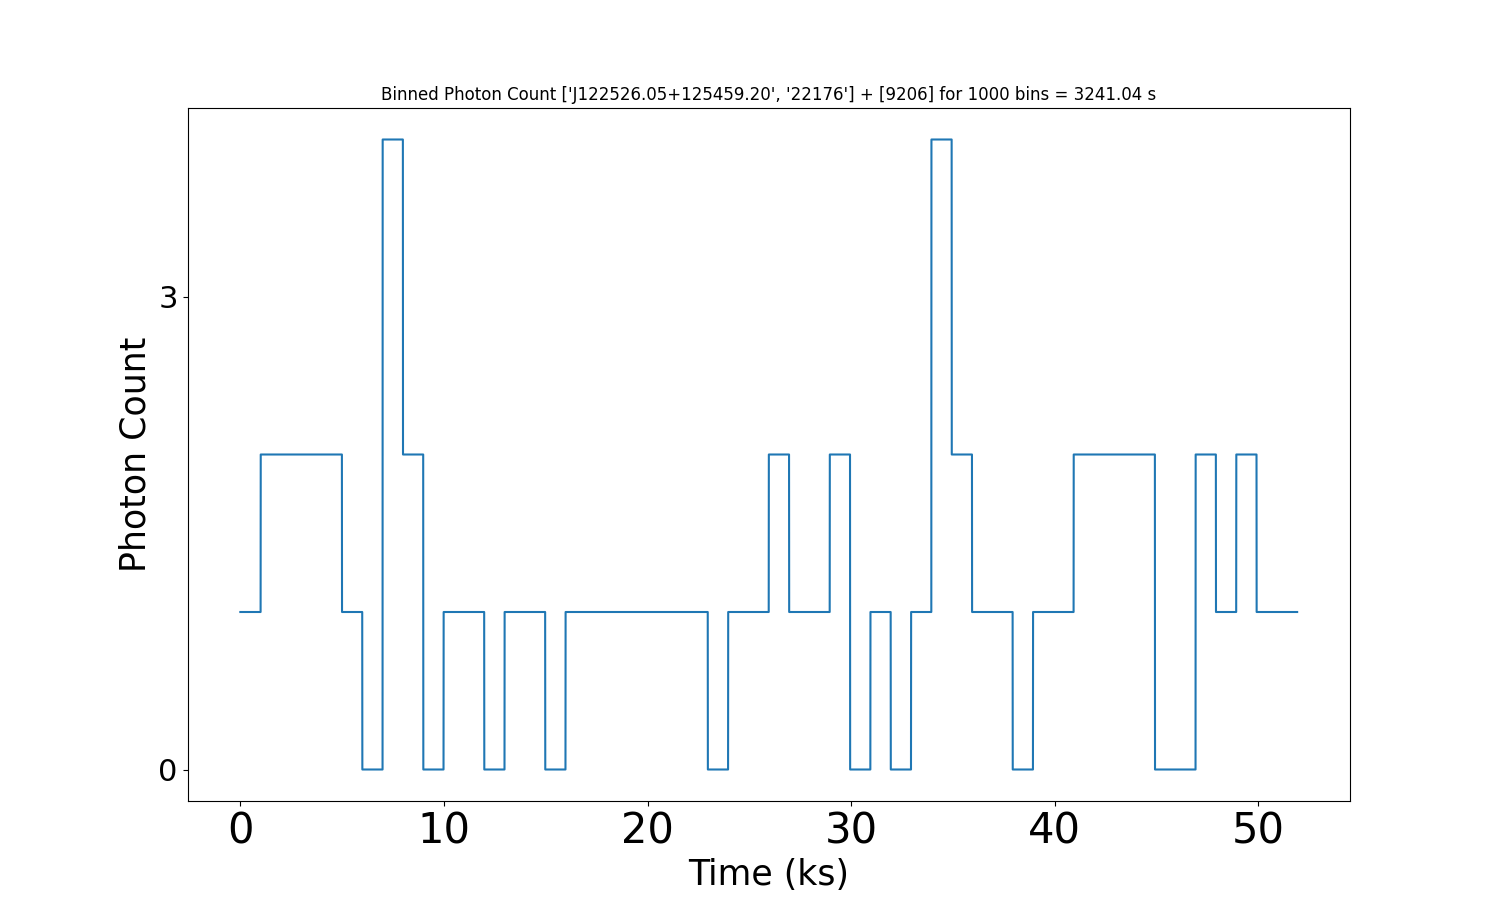 Binned Photon Count ['J122526.05+125459.20', '22176'] + [9206] for 1000 bins = 3241.04 s
3
0
Photon Count
0 10 20 30 40 50
Time (ks)